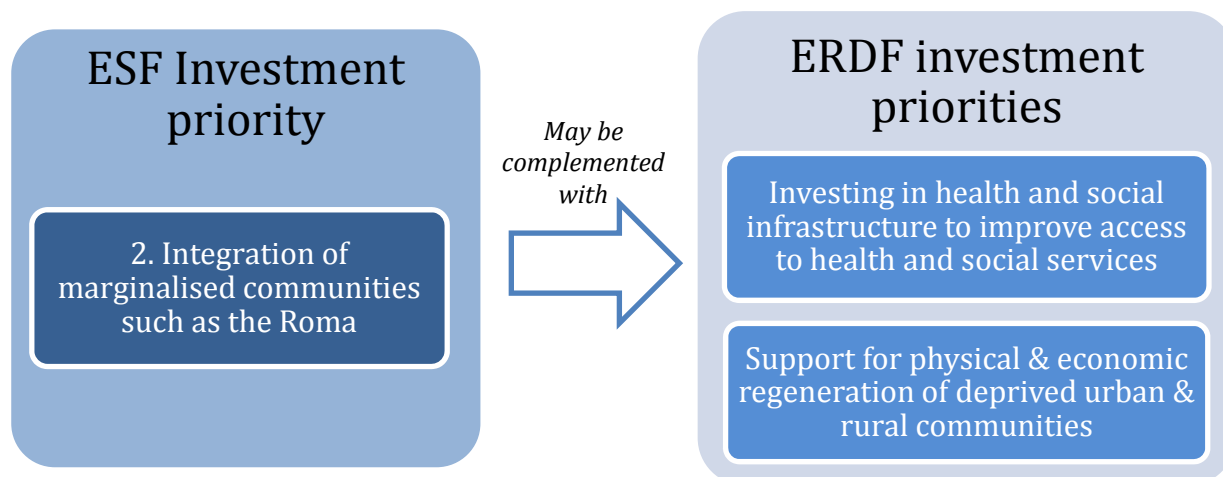 ESF Investment
priority
2. Integration of
marginalised communities
such as the Roma
May be
complemented
with
ERDF investment
priorities
Investing in health and social
infrastructure to improve access
to health and social services
Support for physical & economic
regeneration of deprived urban &
rural communities